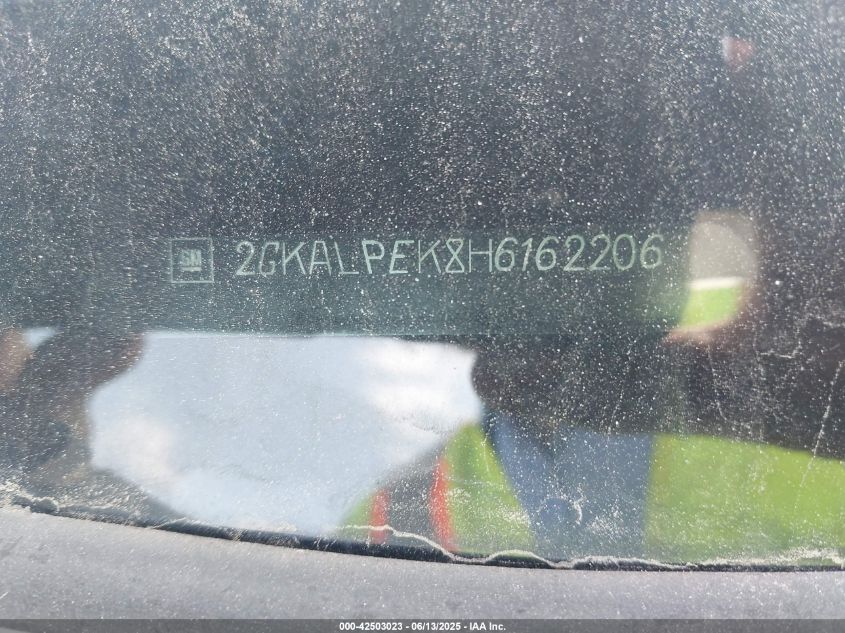 GM 2GKALPEK8H6162206
000-42503023 - 06/13/2025 - IAA Inc.